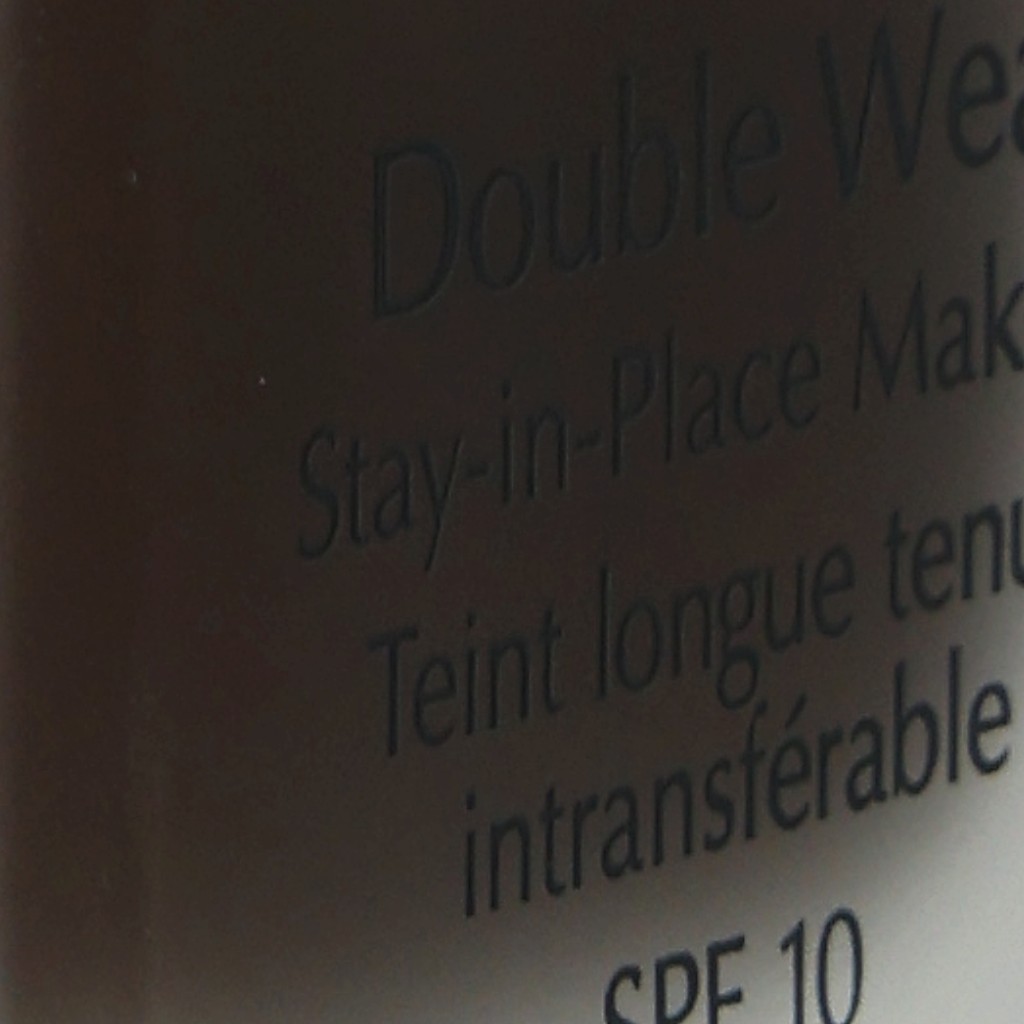 Double Wea
Stay-in-Place Mak
Teint longue tenu
intransférable
SPF 10